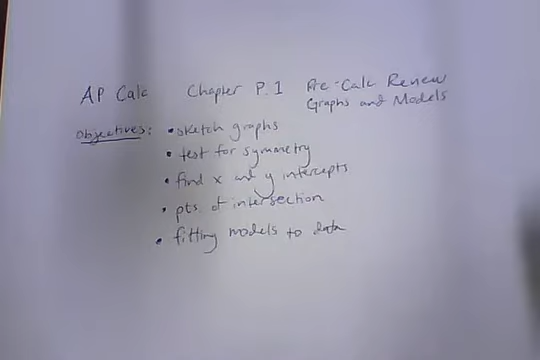 AP Calc Chapter P.1 Pre-Calc Review
Graphs and Models
Objectives: • sketch graphs
• test for symmetry
• find x and y intercepts
• pts. of intersection
• fitting models to data